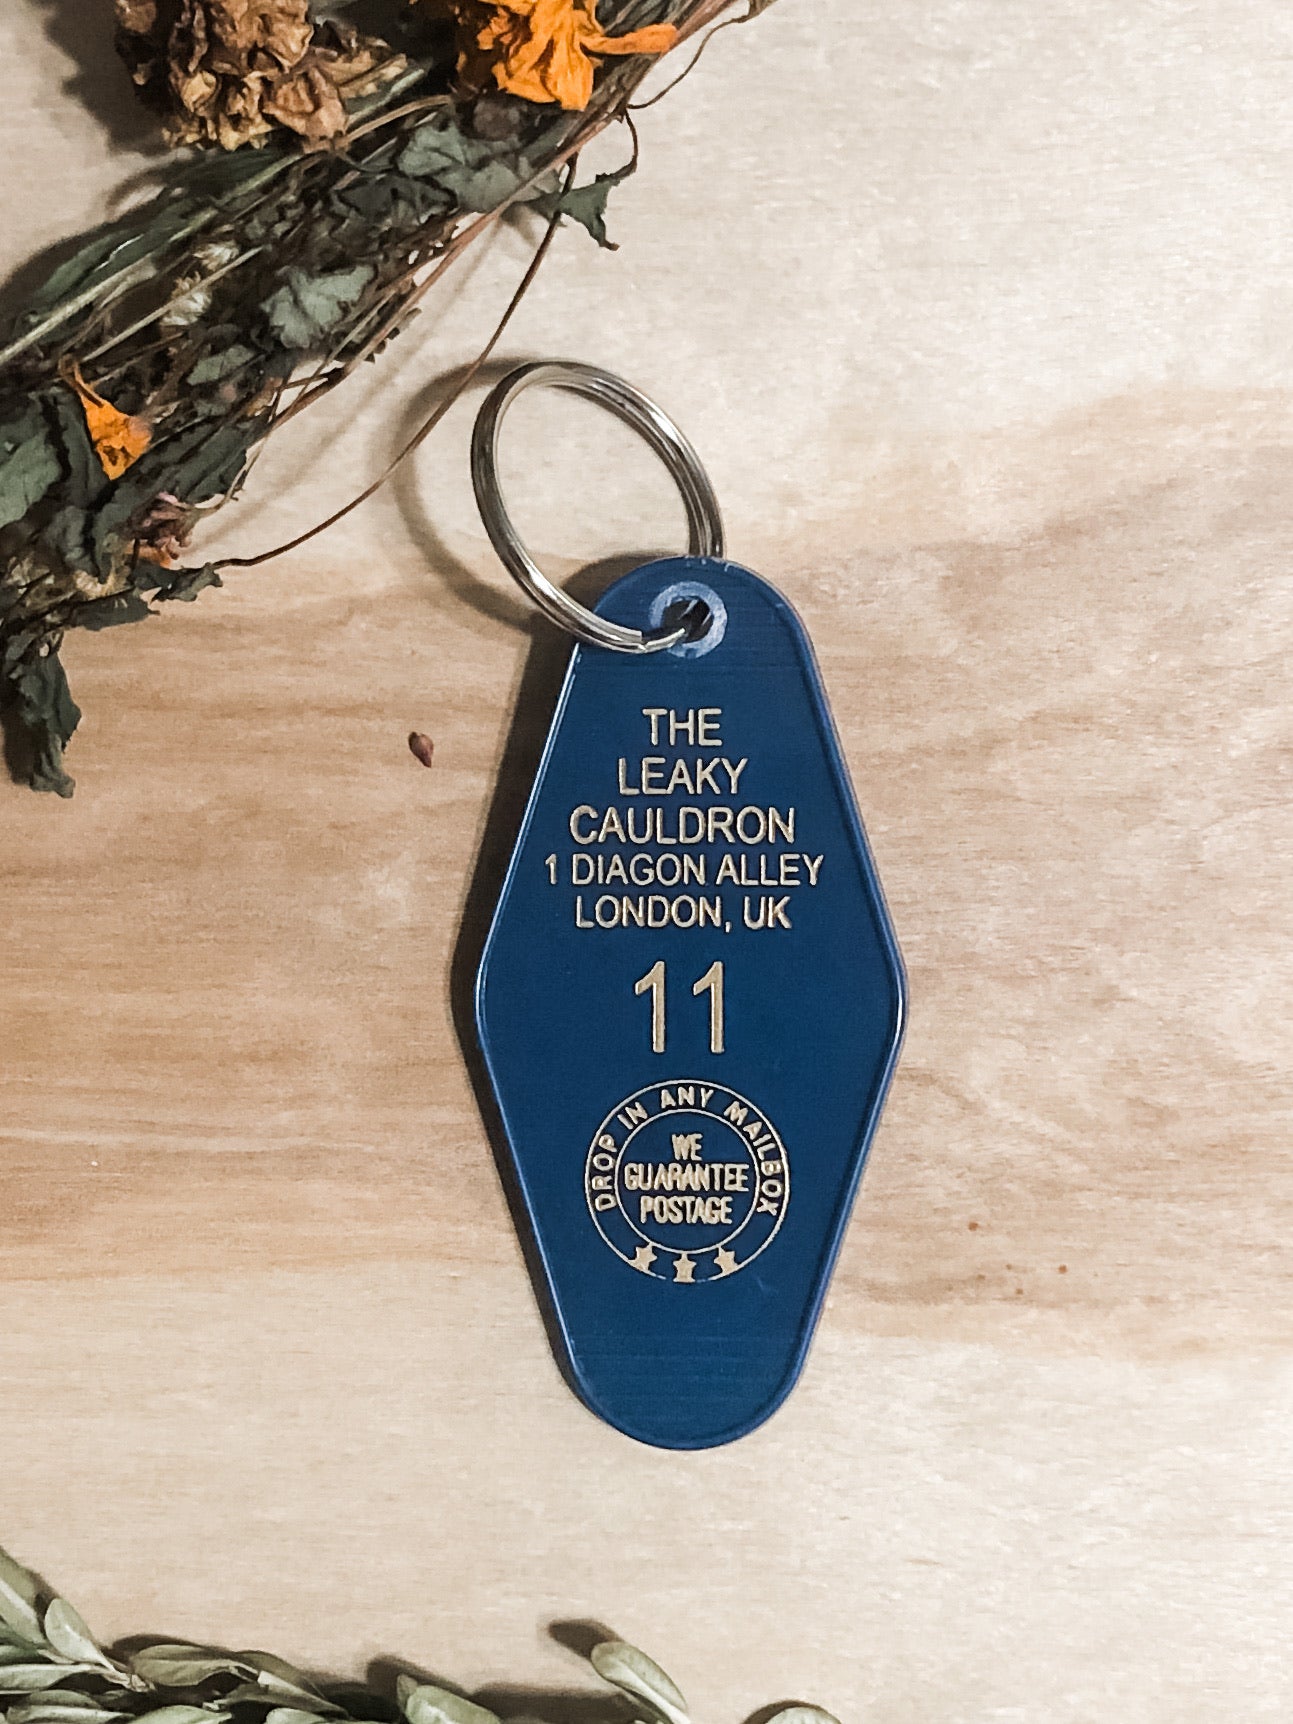 THE
LEAKY
CAULDRON
1 DIAGON ALLEY
LONDON, UK
11
DROP IN ANY MAILBOX
WE
GUARANTEE
POSTAGE